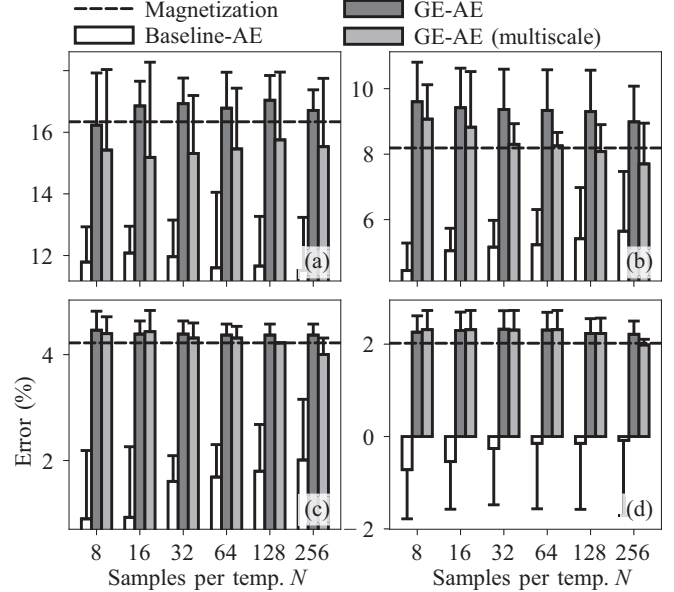 Magnetization
GE-AE
Baseline-AE
GE-AE (multiscale)
16
14
12
(a)
10
8
6
(b)
Error (%)
4
2
(c)
2
0
− 2
(d)
8 16 32 64 128 256
8 16 32 64 128 256
Samples per temp. N
Samples per temp. N